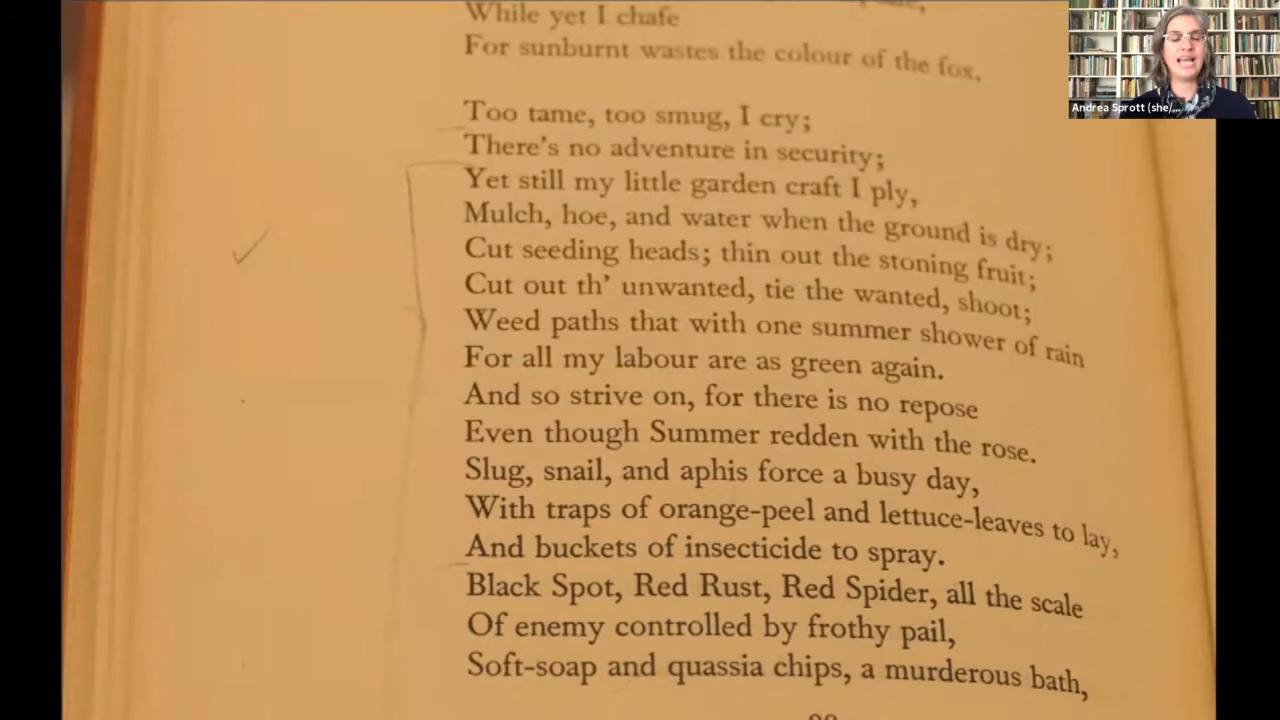 While yet I chafe
For sunburnt wastes the colour of the fox.
Too tame, too smug, I cry;
There's no adventure in security;
Yet still my little garden craft I ply,
Mulch, hoe, and water when the ground is dry;
Cut seeding heads; thin out the stoning fruit;
Cut out th' unwanted, tie the wanted, shoot;
Weed paths that with one summer shower of rain
For all my labour are as green again.
And so strive on, for there is no repose
Even though Summer redden with the rose.
Slug, snail, and aphis force a busy day,
With traps of orange-peel and lettuce-leaves to lay,
And buckets of insecticide to spray.
Black Spot, Red Rust, Red Spider, all the scale
Of enemy controlled by frothy pail,
Soft-soap and quassia chips, a murderous bath,
Andrea Sprott (she/...